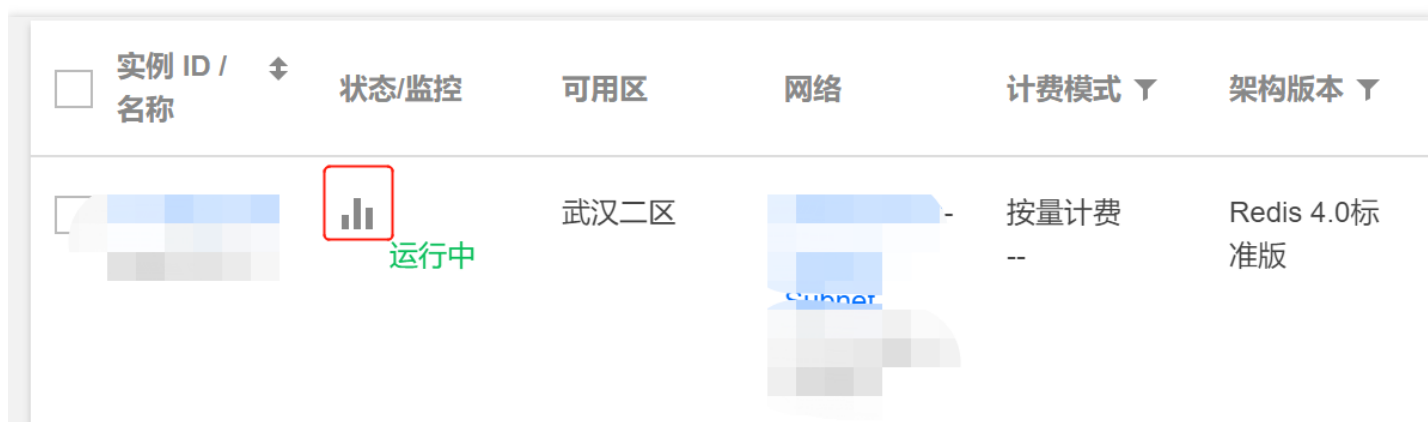 实例 ID /
名称
状态/监控
可用区
网络
计费模式
架构版本
运行中
武汉二区
-
Subnet
按量计费
--
Redis 4.0标
准版